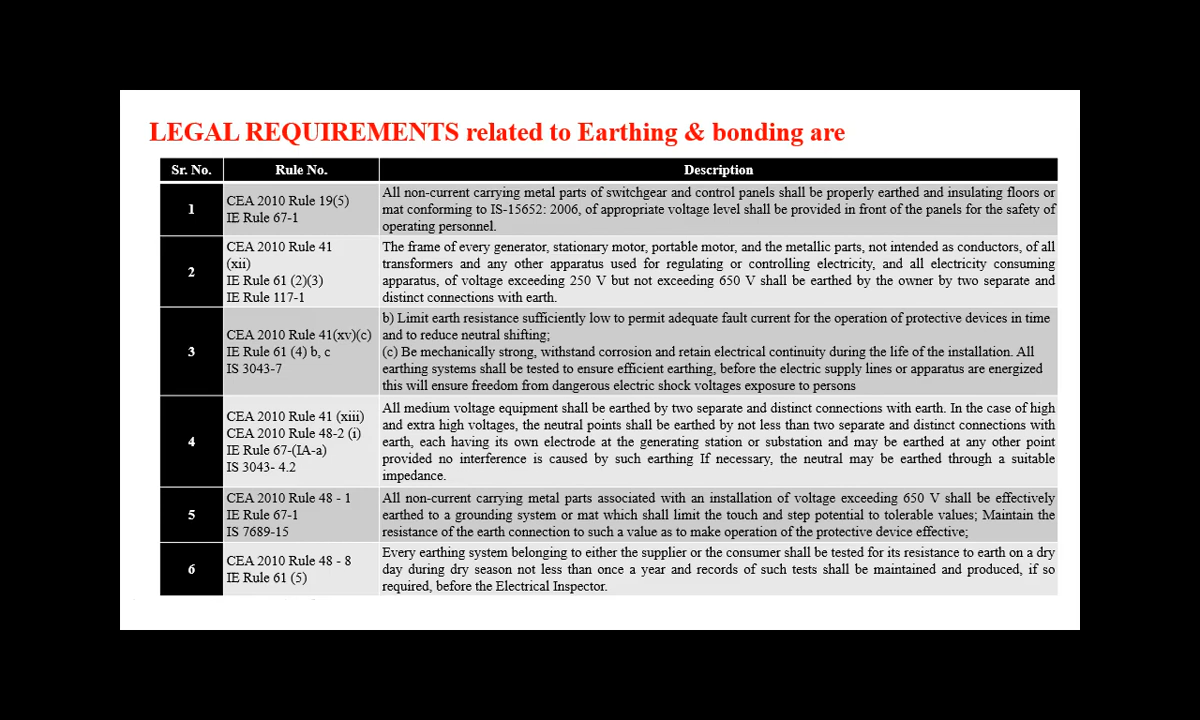 LEGAL REQUIREMENTS related to Earthing & bonding are
Sr. No. Rule No. Description
1
CEA 2010 Rule 19(5)
IE Rule 67-1
All non-current carrying metal parts of switchgear and control panels shall be properly earthed and insulating floors or
mat conforming to IS-15652: 2006, of appropriate voltage level shall be provided in front of the panels for the safety of
operating personnel.
2
CEA 2010 Rule 41
(xii)
IE Rule 61 (2)(3)
IE Rule 117-1
The frame of every generator, stationary motor, portable motor, and the metallic parts, not intended as conductors, of all
transformers and any other apparatus used for regulating or controlling electricity, and all electricity consuming
apparatus, of voltage exceeding 250 V but not exceeding 650 V shall be earthed by the owner by two separate and
distinct connections with earth.
3
CEA 2010 Rule 41(xv)(c)
IE Rule 61 (4) b, c
IS 3043-7
b) Limit earth resistance sufficiently low to permit adequate fault current for the operation of protective devices in time
and to reduce neutral shifting;
(c) Be mechanically strong, withstand corrosion and retain electrical continuity during the life of the installation. All
earthing systems shall be tested to ensure efficient earthing, before the electric supply lines or apparatus are energized
this will ensure freedom from dangerous electric shock voltages exposure to persons
4
CEA 2010 Rule 41 (xiii)
CEA 2010 Rule 48-2 (i)
IE Rule 67-(IA-a)
IS 3043- 4.2
All medium voltage equipment shall be earthed by two separate and distinct connections with earth. In the case of high
and extra high voltages, the neutral points shall be earthed by not less than two separate and distinct connections with
earth, each having its own electrode at the generating station or substation and may be earthed at any other point
provided no interference is caused by such earthing If necessary, the neutral may be earthed through a suitable
impedance.
5
CEA 2010 Rule 48 - 1
IE Rule 67-1
IS 7689-15
All non-current carrying metal parts associated with an installation of voltage exceeding 650 V shall be effectively
earthed to a grounding system or mat which shall limit the touch and step potential to tolerable values; Maintain the
resistance of the earth connection to such a value as to make operation of the protective device effective;
6
CEA 2010 Rule 48 - 8
IE Rule 61 (5)
Every earthing system belonging to either the supplier or the consumer shall be tested for its resistance to earth on a dry
day during dry season not less than once a year and records of such tests shall be maintained and produced, if so
required, before the Electrical Inspector.